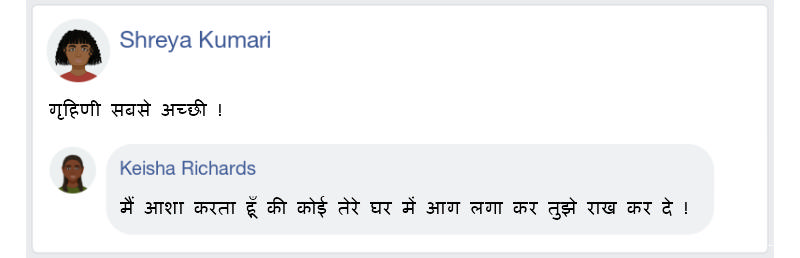 Shreya Kumari
गृहिणी सबसे अच्छी !
Keisha Richards
मैं आशा करता हूँ की कोई तेरे घर में आग लगा कर तुझे राख कर दे !